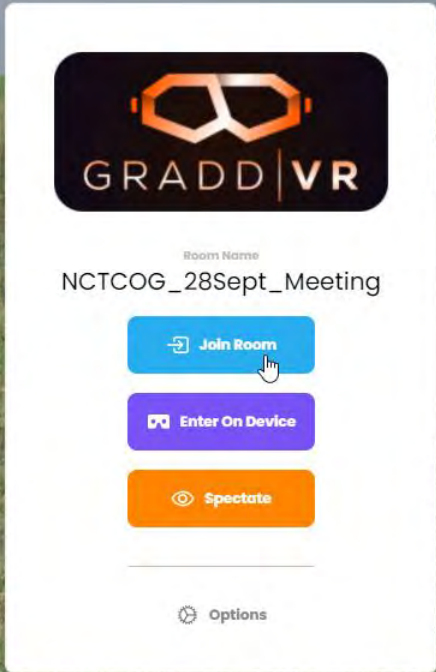 GRADD|VR
Room Name
NCTCOG_28Sept_Meeting
Join Room
Enter On Device
Spectate
Options